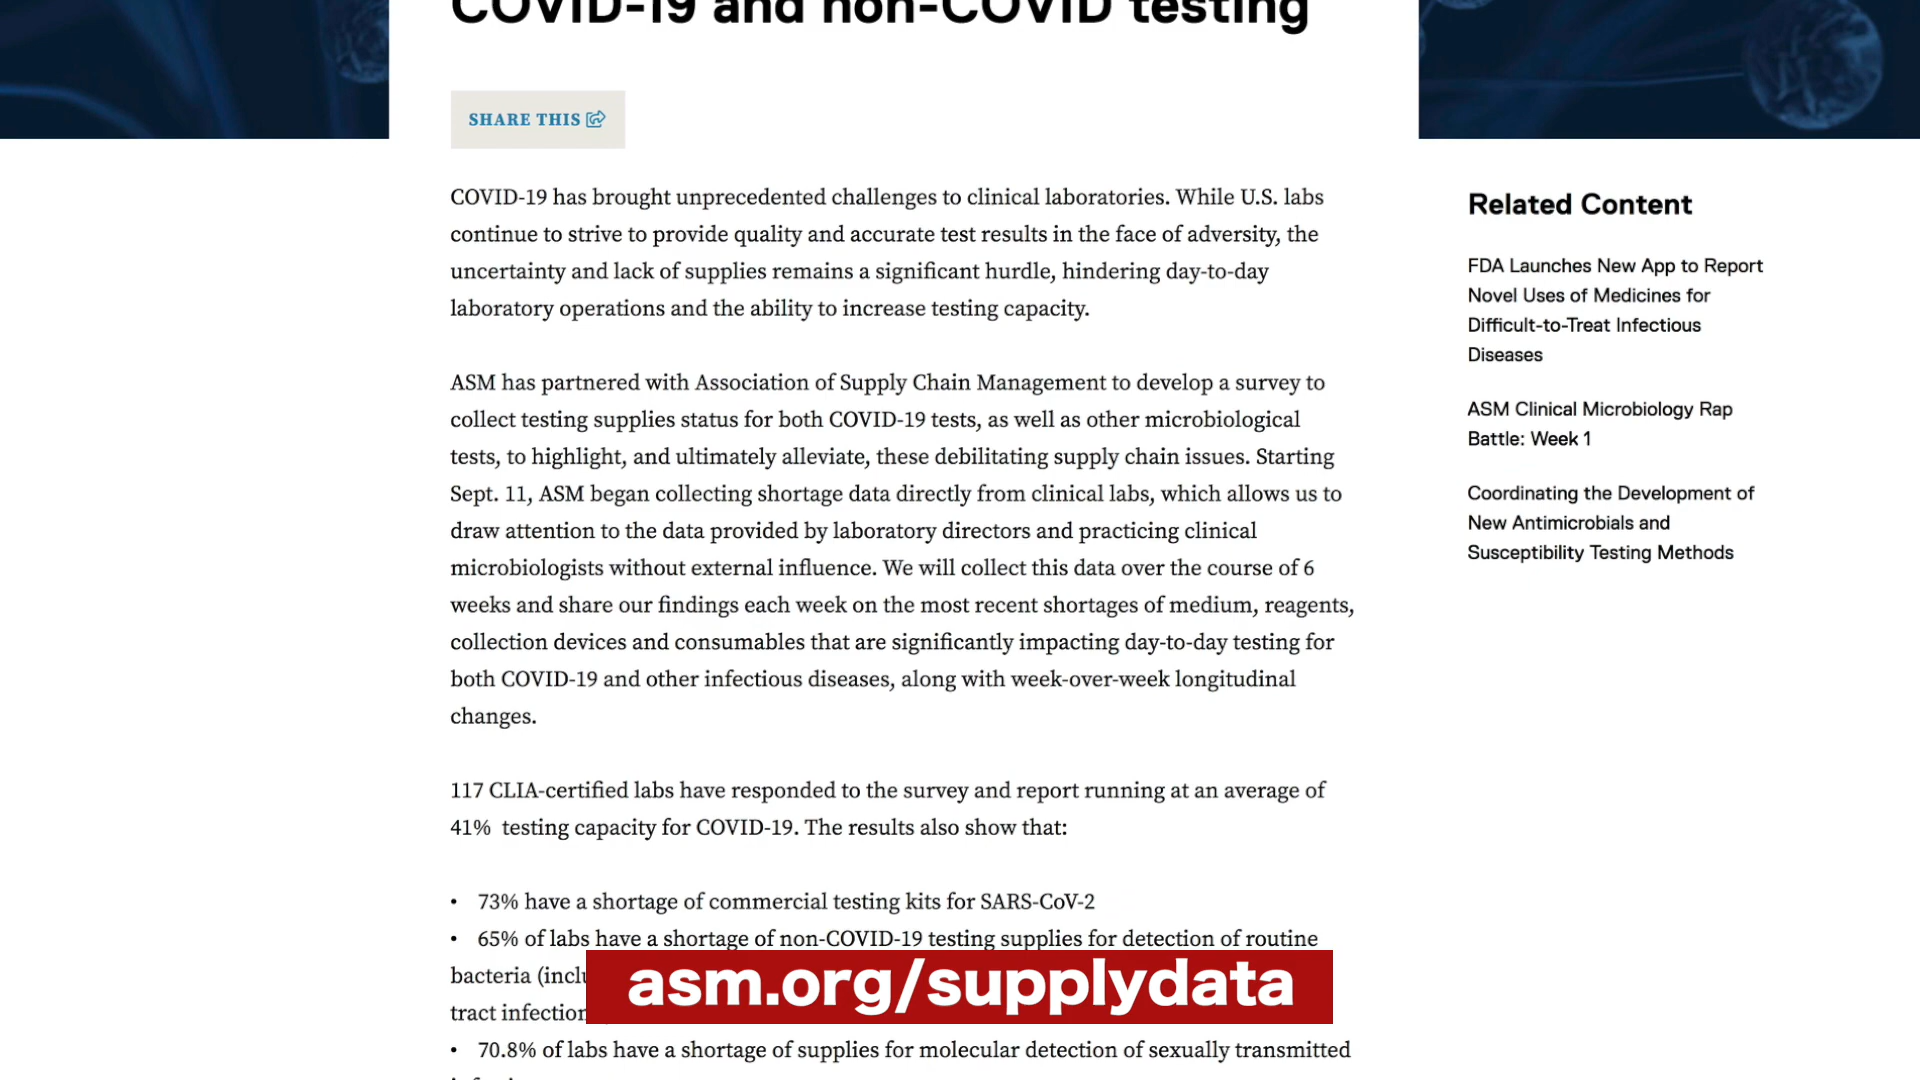 COVID-19 and non-COVID testing
SHARE THIS
COVID-19 has brought unprecedented challenges to clinical laboratories. While U.S. labs
continue to strive to provide quality and accurate test results in the face of adversity, the
uncertainty and lack of supplies remains a significant hurdle, hindering day-to-day
laboratory operations and the ability to increase testing capacity.
ASM has partnered with Association of Supply Chain Management to develop a survey to
collect testing supplies status for both COVID-19 tests, as well as other microbiological
tests, to highlight, and ultimately alleviate, these debilitating supply chain issues. Starting
Sept. 11, ASM began collecting shortage data directly from clinical labs, which allows us to
draw attention to the data provided by laboratory directors and practicing clinical
microbiologists without external influence. We will collect this data over the course of 6
weeks and share our findings each week on the most recent shortages of medium, reagents,
collection devices and consumables that are significantly impacting day-to-day testing for
both COVID-19 and other infectious diseases, along with week-over-week longitudinal
changes.
117 CLIA-certified labs have responded to the survey and report running at an average of
41%  testing capacity for COVID-19. The results also show that:
• 73% have a shortage of commercial testing kits for SARS-CoV-2
• 65% of labs have a shortage of non-COVID-19 testing supplies for detection of routine
bacteria
tract
• 70.8% of labs have a shortage of supplies for molecular detection of sexually transmitted
asm.org/supplydata
Related Content
FDA Launches New App to Report
Novel Uses of Medicines for
Difficult-to-Treat Infectious
Diseases
ASM Clinical Microbiology Rap
Battle: Week 1
Coordinating the Development of
New Antimicrobials and
Susceptibility Testing Methods